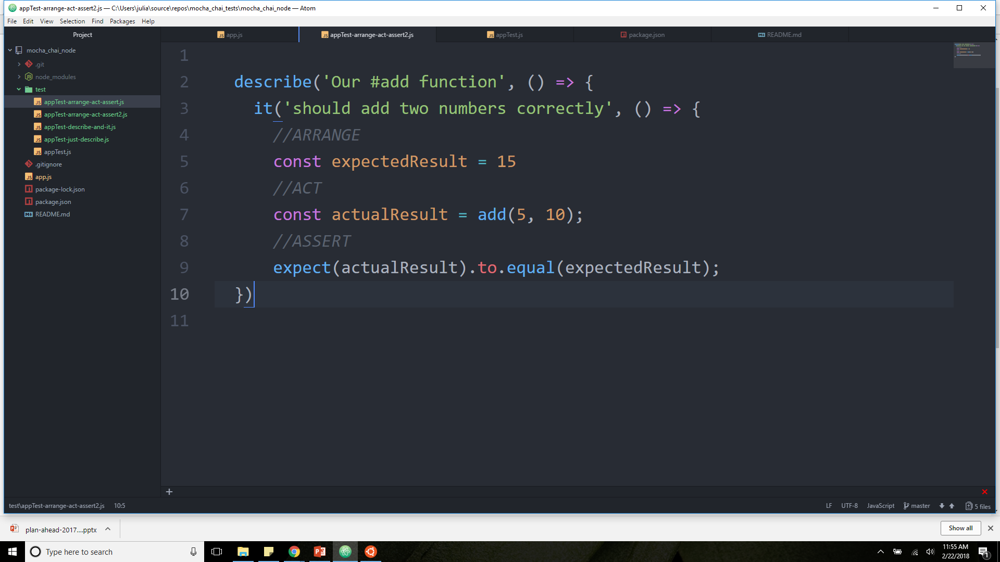 appTest-arrange-act-assert2.js — C:\Users\julia\source\repos\mocha_chai_tests\mocha_chai_node — Atom
File Edit View Selection Find Packages Help
Project
mocha_chai_node
.git
node_modules
test
appTest-arrange-act-assert.js
appTest-arrange-act-assert2.js
appTest-describe-and-it.js
appTest-just-describe.js
appTest.js
.gitignore
app.js
package-lock.json
package.json
README.md
app.js appTest-arrange-act-assert2.js appTest.js package.json README.md
1
2 describe('Our #add function', () => {
3 it('should add two numbers correctly', () => {
4 //ARRANGE
5 const expectedResult = 15
6 //ACT
7 const actualResult = add(5, 10);
8 //ASSERT
9 expect(actualResult).to.equal(expectedResult);
10 })
11
test\appTest-arrange-act-assert2.js 10:5 LF UTF-8 JavaScript master 5 files
plan-ahead-2017....pptx Show all
Type here to search
11:55 AM
2/22/2018
1